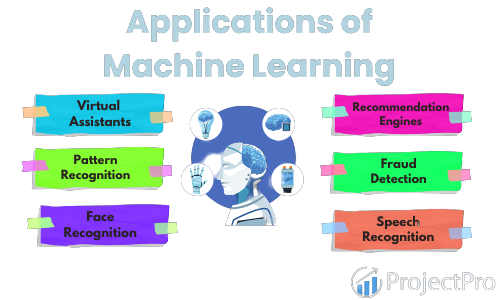 Applications of
Machine Learning
Virtual
Assistants
Pattern
Recognition
Face
Recognition
Recommendation
Engines
Fraud
Detection
Speech
Recognition
ProjectPro